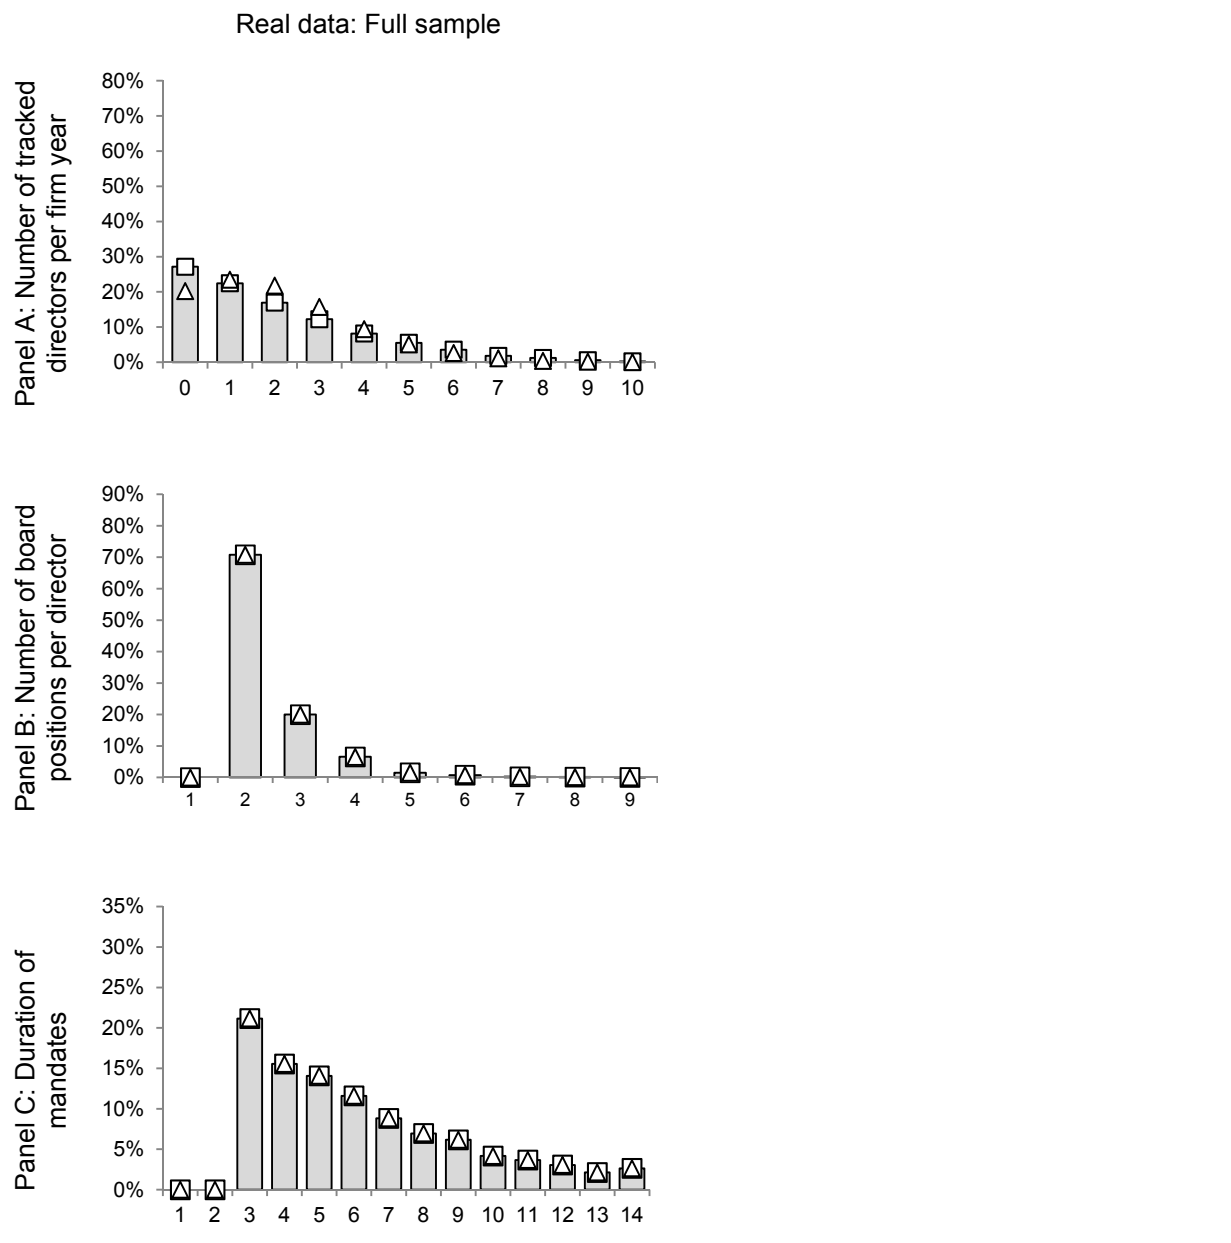 Real data: Full sample
Panel A: Number of tracked
directors per firm year
80%
70%
60%
50%
40%
30%
20%
10%
0%
0 1 2 3 4 5 6 7 8 9 10
Panel B: Number of board
positions per director
90%
80%
70%
60%
50%
40%
30%
20%
10%
0%
1 2 3 4 5 6 7 8 9
Panel C: Duration of
mandates
35%
30%
25%
20%
15%
10%
5%
0%
1 2 3 4 5 6 7 8 9 10 11 12 13 14